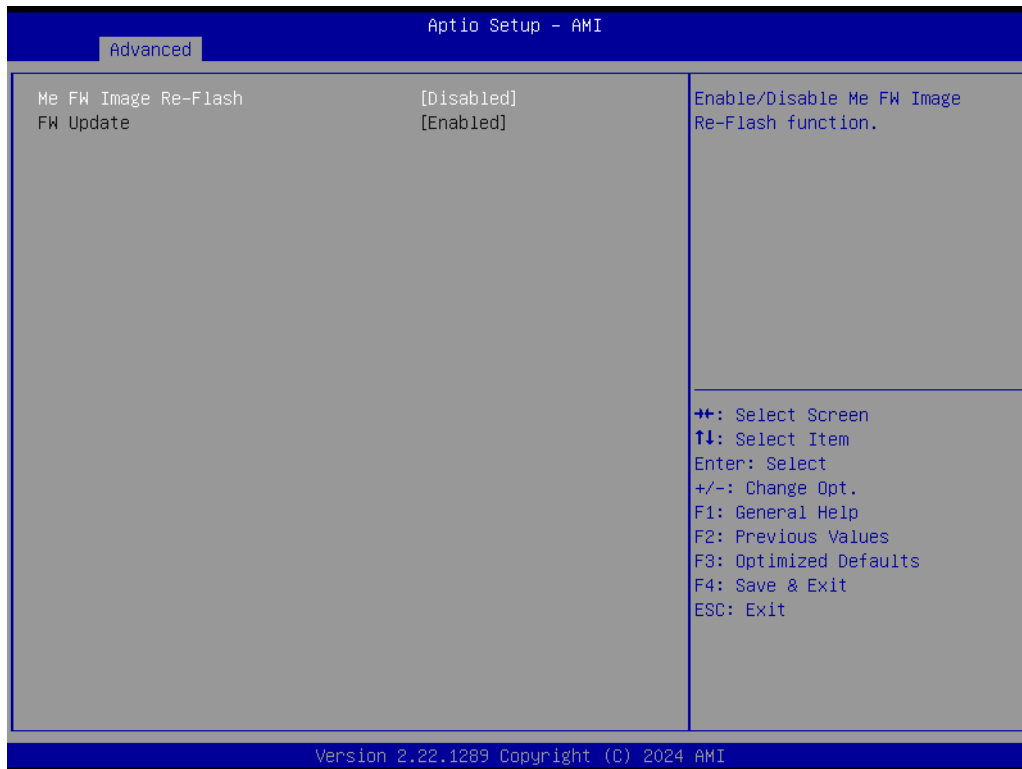 Aptio Setup – AMI
Advanced
Me FW Image Re-Flash [Disabled]
FW Update [Enabled]
Enable/Disable Me FW Image
Re-Flash function.
→←: Select Screen
↑↓: Select Item
Enter: Select
+/-: Change Opt.
F1: General Help
F2: Previous Values
F3: Optimized Defaults
F4: Save & Exit
ESC: Exit
Version 2.22.1289 Copyright (C) 2024 AMI